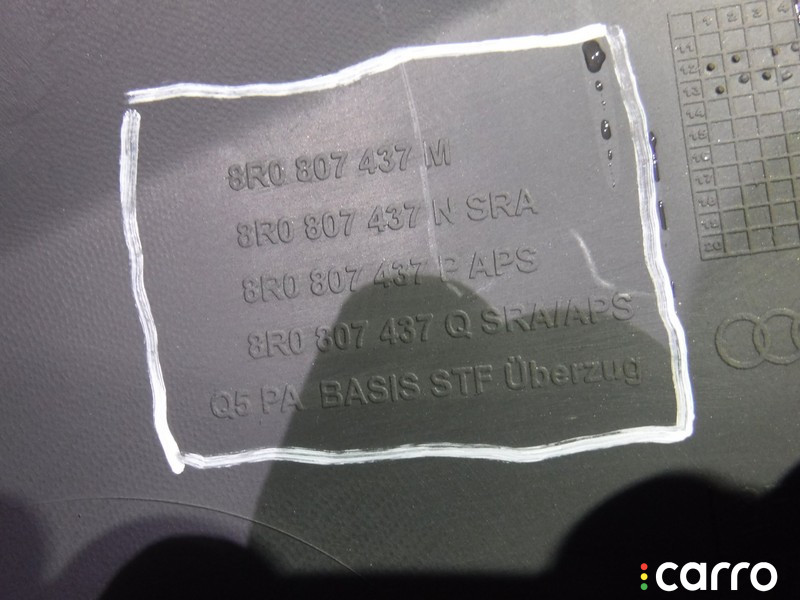 8R0 807 437 M
8R0 807 437 N SRA
8R0 807 437 P APS
8R0 807 437 Q SRA/APS
Q5 PA BASIS STF Überzug
1 2 3 4
11
12
13
14
15
16
17
18
19
20
carro